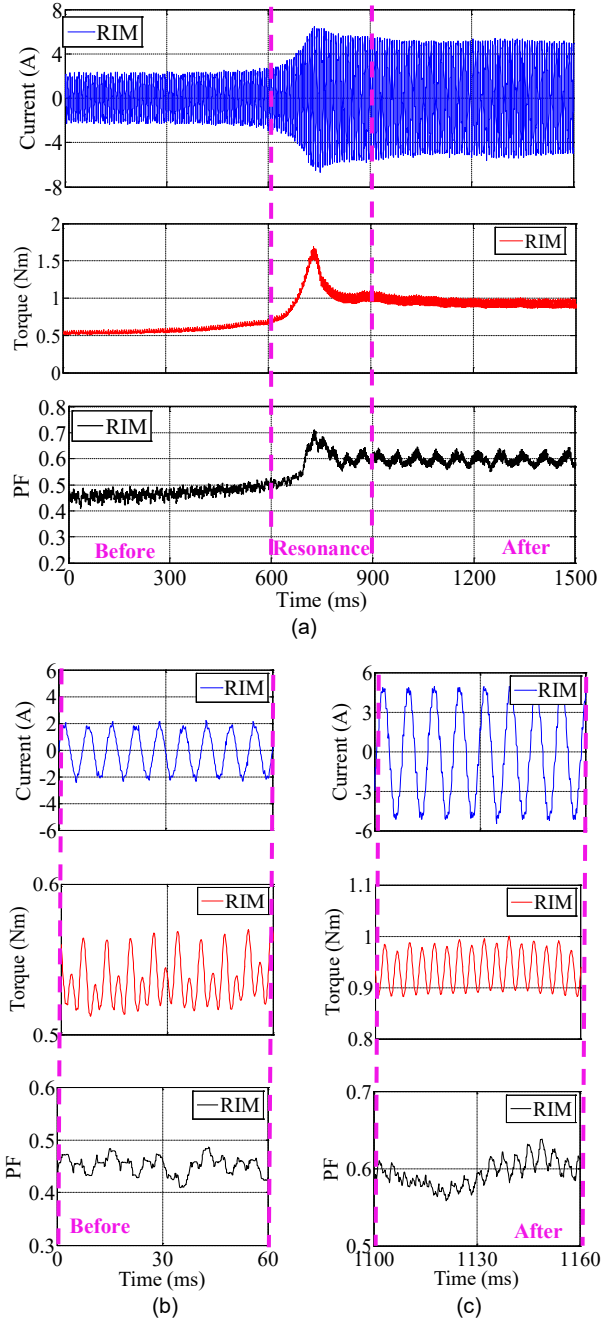 RIM
Current (A)
8
4
0
-4
-8
RIM
Torque (Nm)
2
1.5
1
0.5
0
RIM
PF
0.8
0.7
0.6
0.5
0.4
0.3
0.2
Before
Resonance
After
0 300 600 900 1200 1500
Time (ms)
(a)
RIM
Current (A)
6
4
2
0
-2
-4
-6
RIM
Torque (Nm)
0.6
0.5
RIM
PF
0.6
0.5
0.4
0.3
Before
0 30 60
Time (ms)
(b)
RIM
Current (A)
6
3
0
-3
-6
RIM
Torque (Nm)
1.1
1
0.9
0.8
RIM
PF
0.7
0.6
0.5
After
1100 1130 1160
Time (ms)
(c)